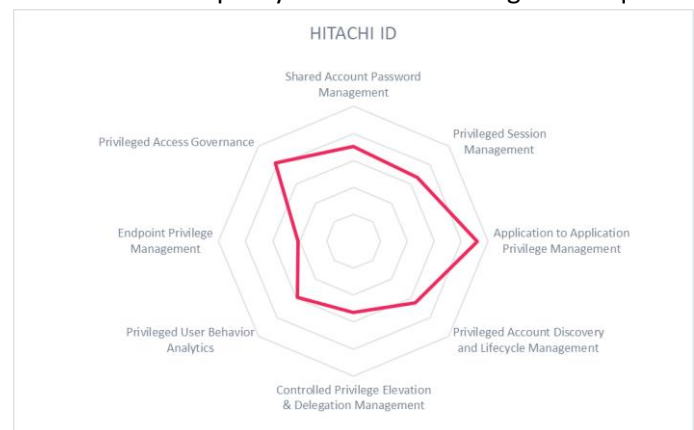 HITACHI ID
Shared Account Password
Management
Privileged Session
Management
Application to Application
Privilege Management
Privileged Account Discovery
and Lifecycle Management
Controlled Privilege Elevation
& Delegation Management
Privileged User Behavior
Analytics
Endpoint Privilege
Management
Privileged Access Governance